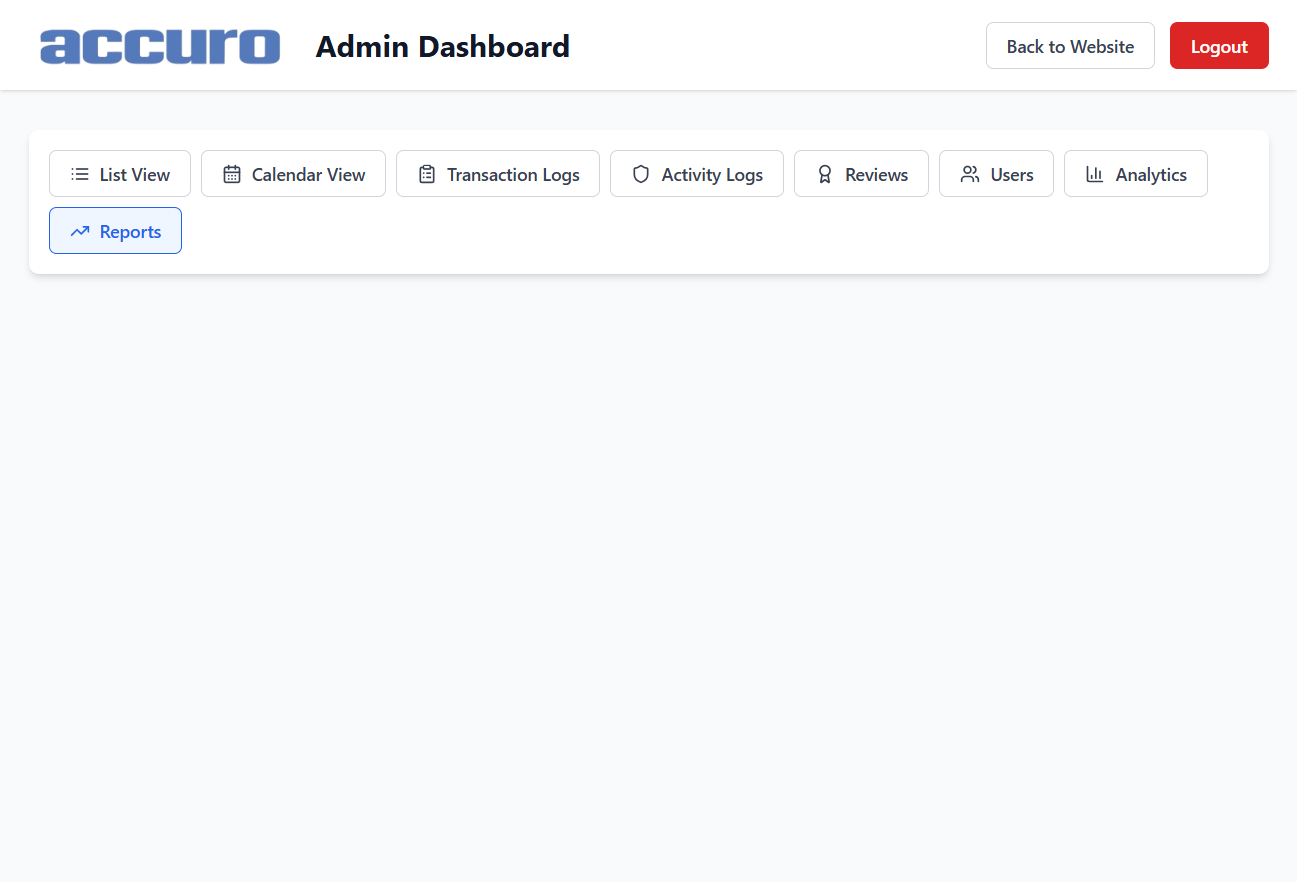 accuro Admin Dashboard Back to Website Logout
List View Calendar View Transaction Logs Activity Logs Reviews Users Analytics
Reports